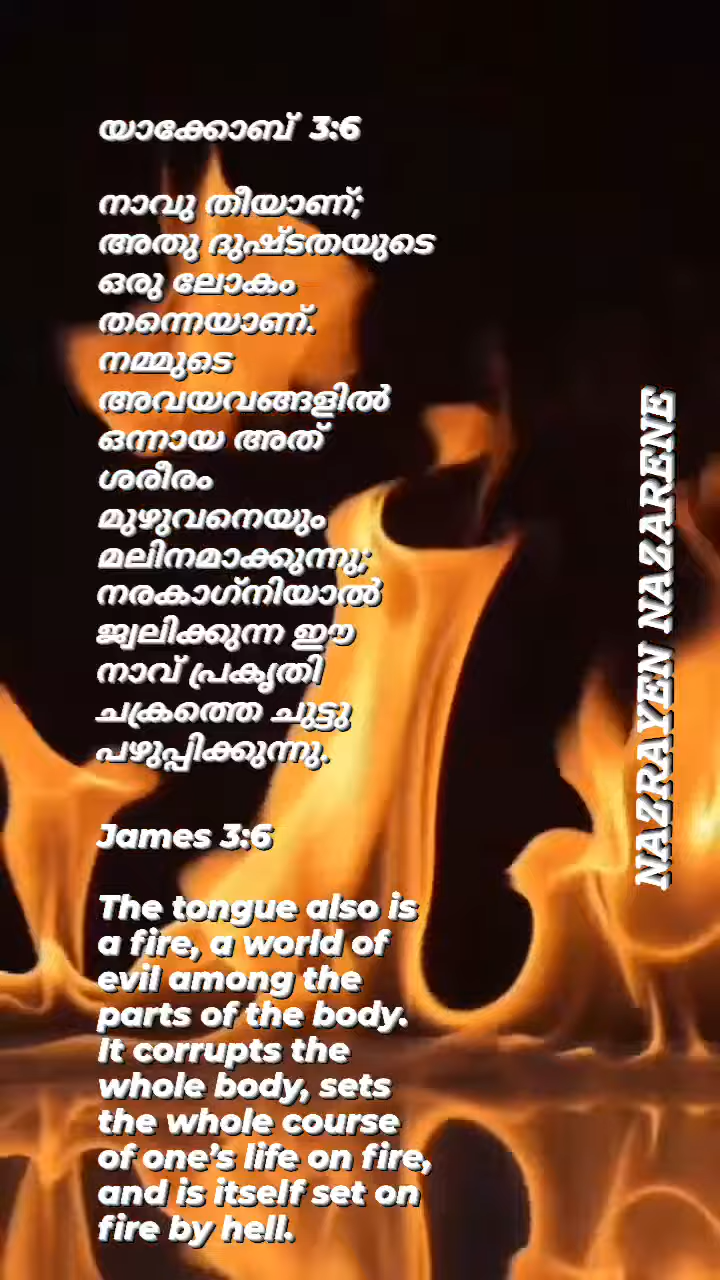 യാക്കോബ് 3:6
നാവു തീയാണ്;
അതു ദുഷ്ടതയുടെ
ഒരു ലോകം
തന്നെയാണ്.
നമ്മുടെ
അവയവങ്ങളിൽ
ഒന്നായ അത്
ശരീരം
മുഴുവനെയും
മലിനമാക്കുന്നു;
നരകാഗ്നിയാൽ
ജ്വലിക്കുന്ന ഈ
നാവ് പ്രകൃതി
ചക്രത്തെ ചുട്ടു
പഴുപ്പിക്കുന്നു.
James 3:6
The tongue also is
a fire, a world of
evil among the
parts of the body.
It corrupts the
whole body, sets
the whole course
of one’s life on fire,
and is itself set on
fire by hell.
NAZRAYEN NAZARENE